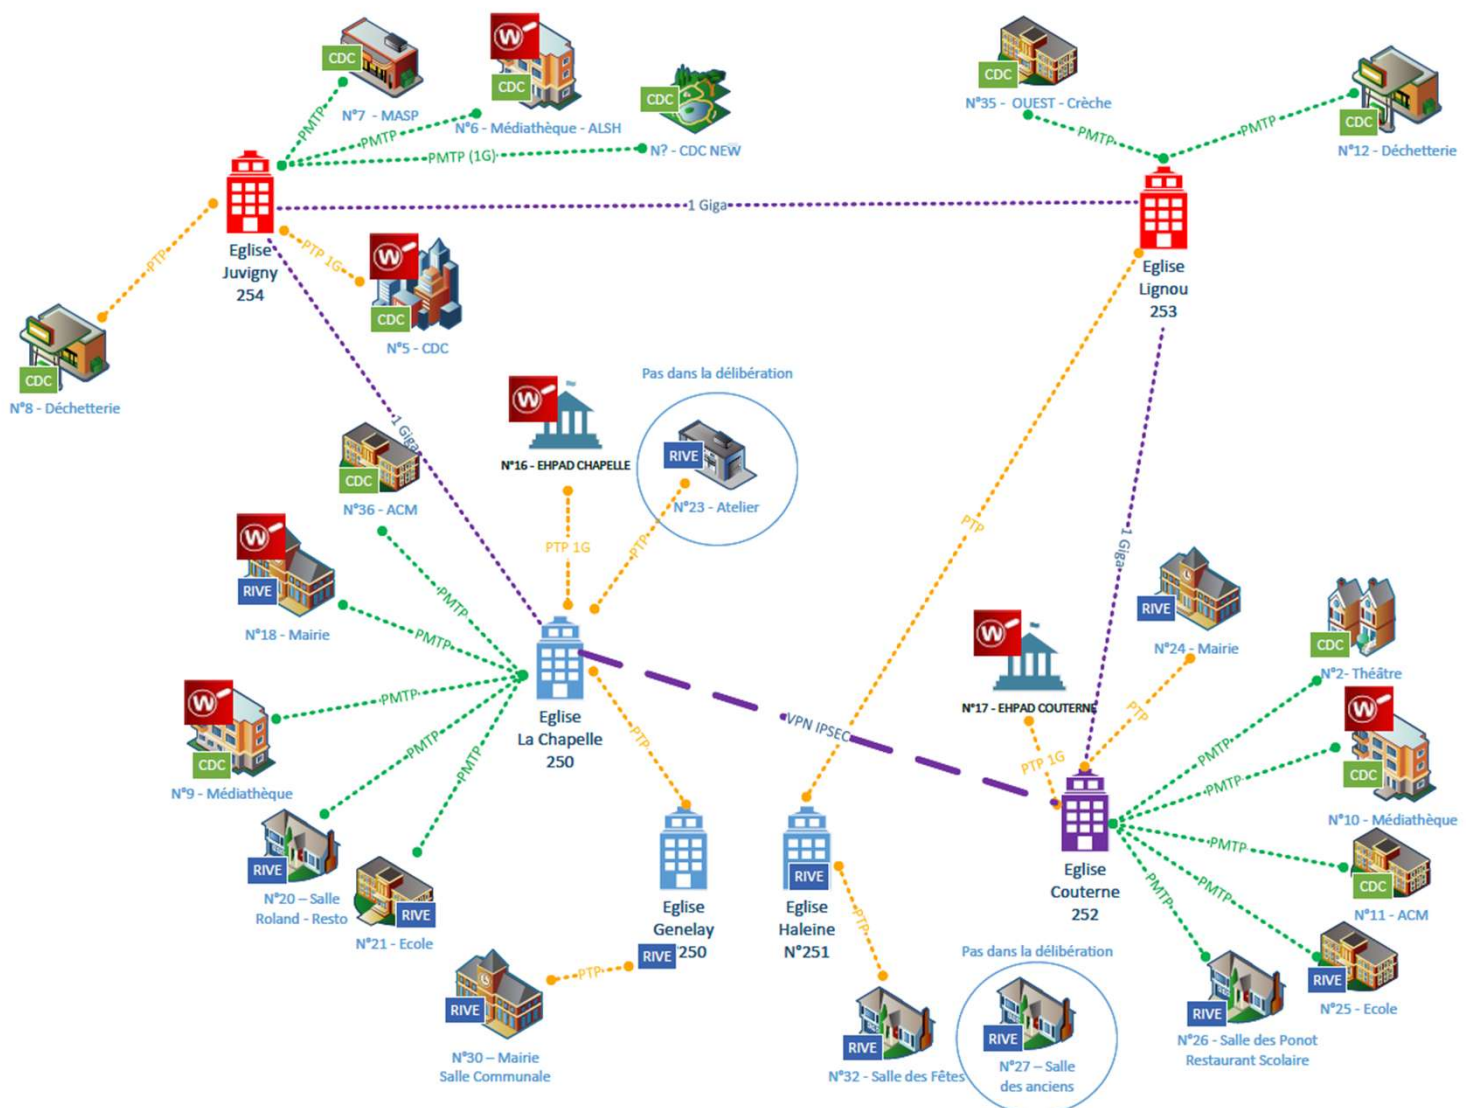 CDC
N°7 - MASP
W
CDC
N°6 - Médiathèque - ALSH
CDC
N? - CDC NEW
PMTP
PMTP
PMTP (1G)
CDC
N°35 - OUEST - Crèche
CDC
N°12 - Déchetterie
PMTP
PMTP
1 Giga
Eglise
Juvigny
254
Eglise
Lignou
253
PTP
PTP 1G
W
CDC
N°5 - CDC
CDC
N°8 - Déchetterie
1 Giga
Pas dans la délibération
W
N°16 - EHPAD CHAPELLE
RIVE
N°23 - Atelier
CDC
N°36 - ACM
PTP 1G
PTP
PTP
1 Giga
W
RIVE
N°18 - Mairie
PMTP
PMTP
W
CDC
N°9 - Médiathèque
PMTP
PMTP
PMTP
Eglise
La Chapelle
250
VPN IPSEC
PTP
W
N°17 - EHPAD COUTERNE
PTP 1G
RIVE
N°24 - Mairie
PTP
CDC
N°2- Théâtre
W
CDC
N°10 - Médiathèque
PMTP
PMTP
PMTP
PMTP
PMTP
RIVE
N°20 – Salle
Roland - Resto
RIVE
N°21 - Ecole
Eglise
Genelay
250
RIVE
PTP
RIVE
N°30 – Mairie
Salle Communale
RIVE
Eglise
Haleine
N°251
PTP
RIVE
N°32 - Salle des Fêtes
Pas dans la délibération
RIVE
N°27 – Salle
des anciens
Eglise
Couterne
252
CDC
N°11 - ACM
RIVE
N°25 - Ecole
RIVE
N°26 - Salle des Ponot
Restaurant Scolaire